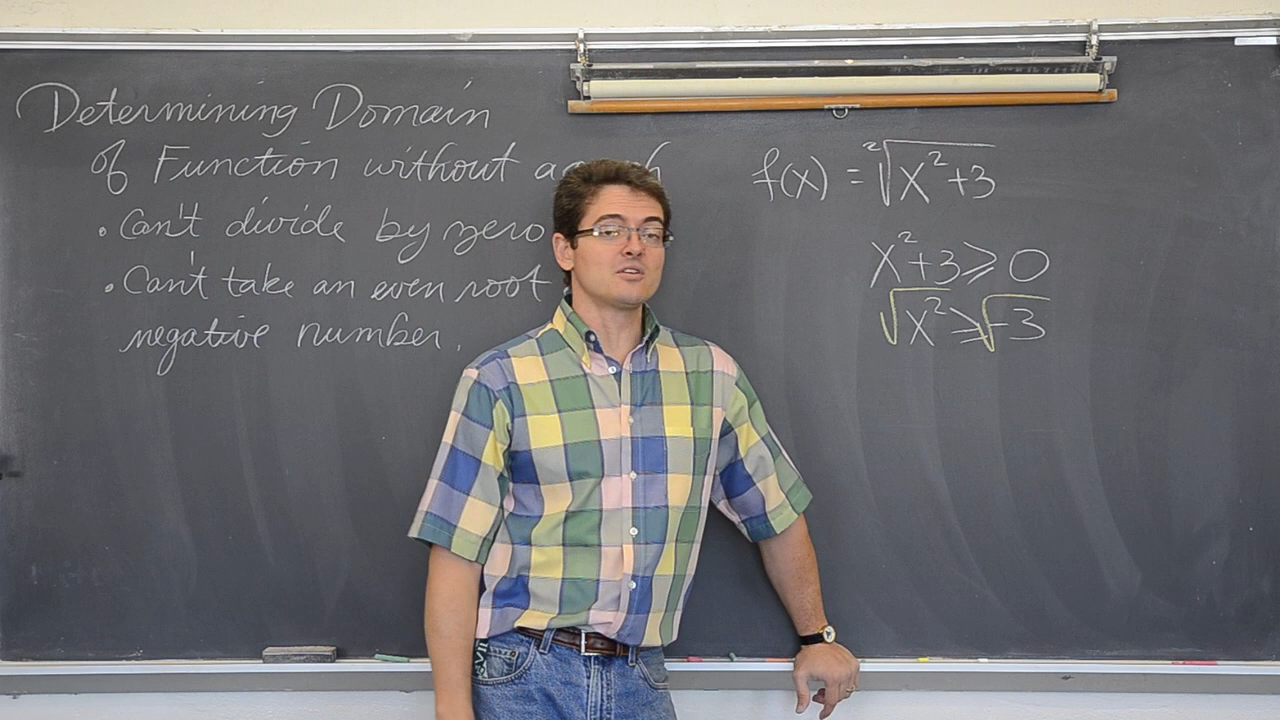 Determining Domain
of Function without a
• Can't divide by zero
• Can't take an even root
negative number.
f(x) = ²√x²+3
x²+3 ≥ 0
√x² ≥ √-3